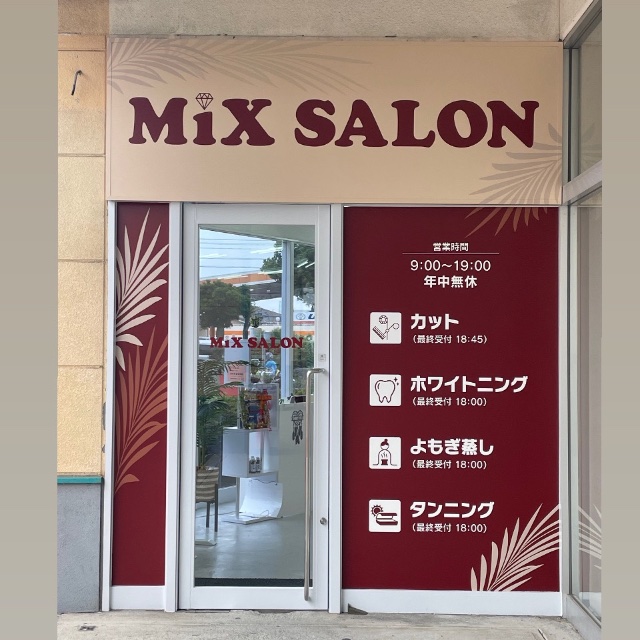 MiX SALON
営業時間
9:00〜19:00
年中無休
カット
(最終受付 18:45)
ホワイトニング
(最終受付 18:00)
よもぎ蒸し
(最終受付 18:00)
タンニング
(最終受付 18:00)
MiX SALON